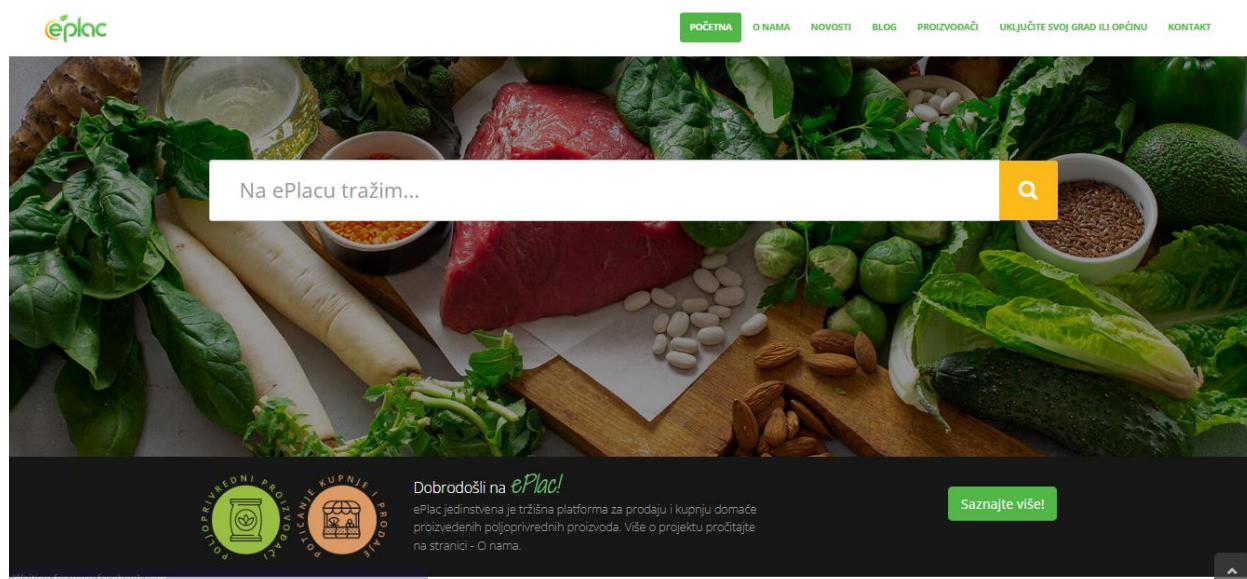 eplac
POČETNA O NAMA NOVOSTI BLOG PROIZVOĐAČI UKLJUČITE SVOJ GRAD ILI OPĆINU KONTAKT
Na ePlacu tražim...
POLJOPRIVREDNI PROIZVOĐAČI
POTICANJE KUPNJE I PRODAJE
Dobrodošli na ePlac!
ePlac jedinstvena je tržišna platforma za prodaju i kupnju domaće
proizvedenih poljoprivrednih proizvoda. Više o projektu pročitajte
na stranici - O nama.
Saznajte više!